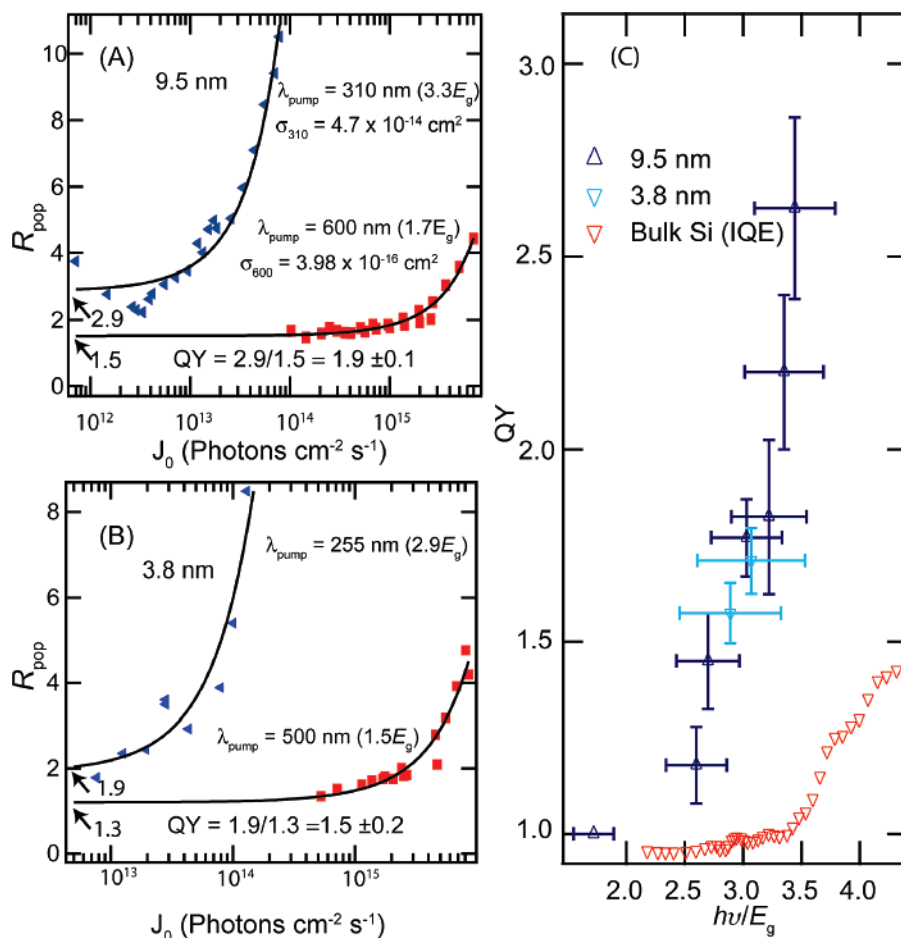 (A)
9.5 nm
λpump = 310 nm (3.3Eg)
σ310 = 4.7 x 10-14 cm2
λpump = 600 nm (1.7Eg)
σ600 = 3.98 x 10-16 cm2
2.9
1.5
QY = 2.9/1.5 = 1.9 ±0.1
10
8
6
4
2
0
Rpop
1012
1013
1014
1015
J0 (Photons cm-2 s-1)
(B)
3.8 nm
λpump = 255 nm (2.9Eg)
λpump = 500 nm (1.5Eg)
1.9
1.3
QY = 1.9/1.3 =1.5 ±0.2
8
6
4
2
0
Rpop
1013
1014
1015
J0 (Photons cm-2 s-1)
(C)
9.5 nm
3.8 nm
Bulk Si (IQE)
3.0
2.5
2.0
1.5
1.0
QY
2.0
2.5
3.0
3.5
4.0
hυ/Eg